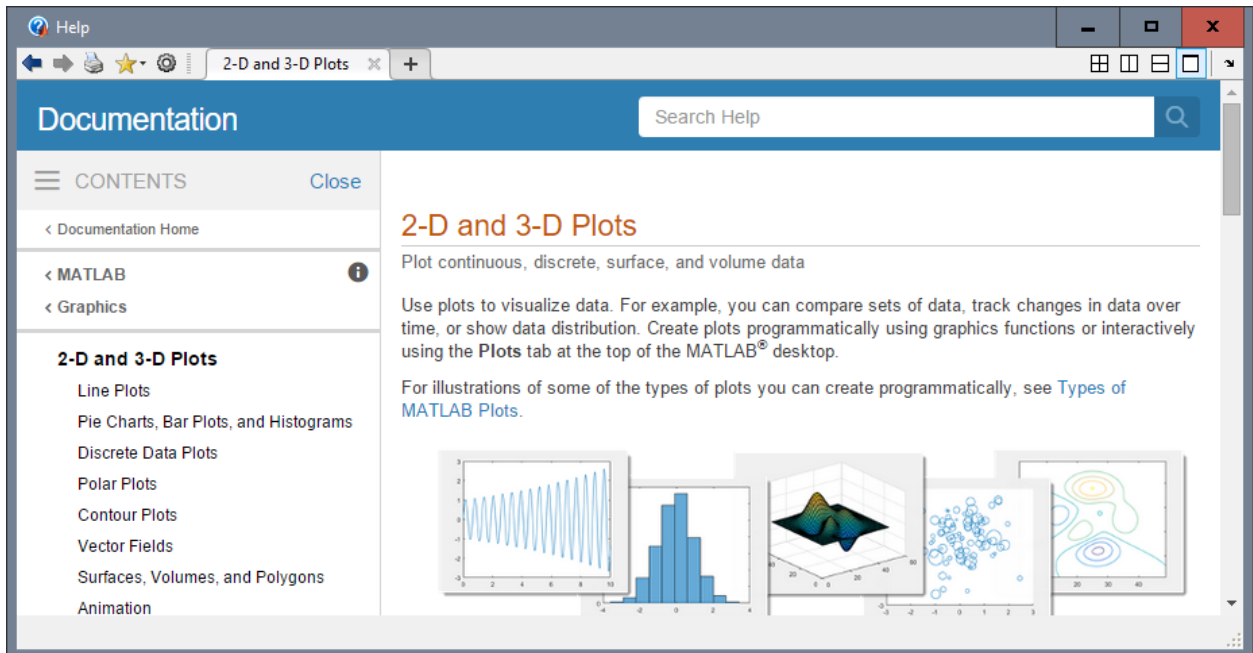 Help
2-D and 3-D Plots
Documentation
Search Help
CONTENTS
Close
< Documentation Home
< MATLAB
< Graphics
2-D and 3-D Plots
Line Plots
Pie Charts, Bar Plots, and Histograms
Discrete Data Plots
Polar Plots
Contour Plots
Vector Fields
Surfaces, Volumes, and Polygons
Animation
2-D and 3-D Plots
Plot continuous, discrete, surface, and volume data
Use plots to visualize data. For example, you can compare sets of data, track changes in data over
time, or show data distribution. Create plots programmatically using graphics functions or interactively
using the Plots tab at the top of the MATLAB® desktop.
For illustrations of some of the types of plots you can create programmatically, see Types of
MATLAB Plots.